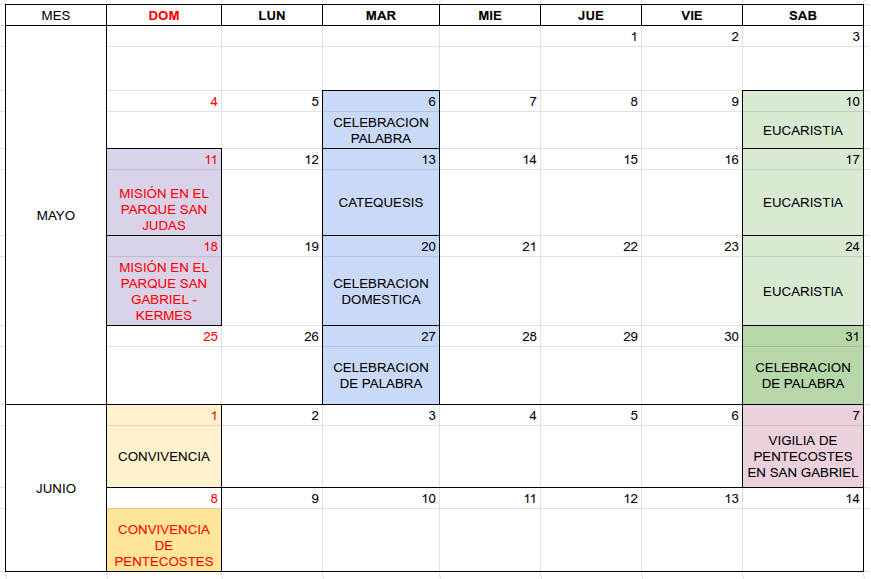 MES DOM LUN MAR MIE JUE VIE SAB
1 2 3
4 5 6 7 8 9 10
CELEBRACION
PALABRA
EUCARISTIA
11 12 13 14 15 16 17
MISIÓN EN EL
PARQUE SAN
JUDAS
CATEQUESIS
EUCARISTIA
MAYO
18 19 20 21 22 23 24
MISIÓN EN EL
PARQUE SAN
GABRIEL -
KERMES
CELEBRACION
DOMESTICA
EUCARISTIA
25 26 27 28 29 30 31
CELEBRACION
DE PALABRA
CELEBRACION
DE PALABRA
JUNIO
1 2 3 4 5 6 7
CONVIVENCIA
VIGILIA DE
PENTECOSTES
EN SAN GABRIEL
8 9 10 11 12 13 14
CONVIVENCIA
DE
PENTECOSTES